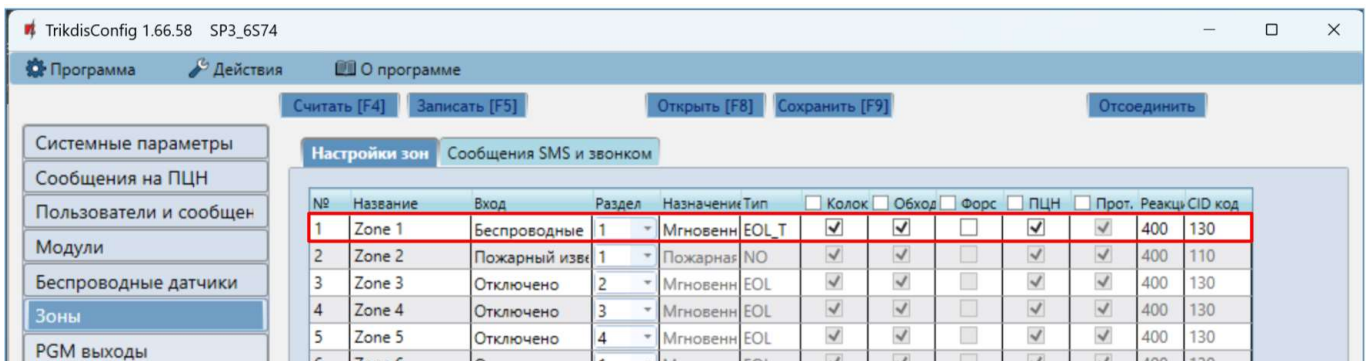 TrikdisConfig 1.66.58 SP3_6S74
Программа Действия О программе
Считать [F4] Записать [F5] Открыть [F8] Сохранить [F9] Отсоединить
Системные параметры
Сообщения на ПЦН
Пользователи и сообщен
Модули
Беспроводные датчики
Зоны
PGM выходы
Настройки зон Сообщения SMS и звонком
№ Название Вход Раздел Назначение Тип Колок Обход Форс ПЦН Прот. Реакци CID код
1 Zone 1 Беспроводные 1 Мгновенн EOL_T 400 130
2 Zone 2 Пожарный изве 1 Пожарная NO 400 110
3 Zone 3 Отключено 2 Мгновенн EOL 400 130
4 Zone 4 Отключено 3 Мгновенн EOL 400 130
5 Zone 5 Отключено 4 Мгновенн EOL 400 130